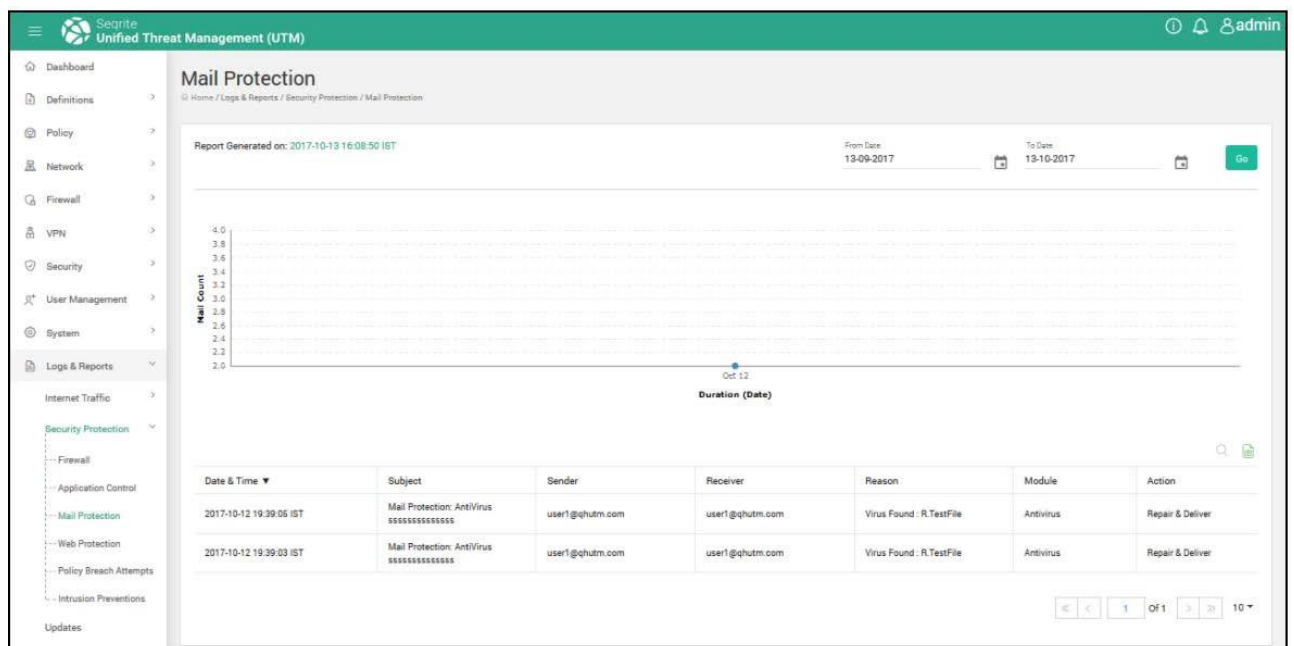 Seqrite
Unified Threat Management (UTM)
admin
Dashboard
Definitions
Policy
Network
Firewall
VPN
Security
User Management
System
Logs & Reports
Internet Traffic
Security Protection
Firewall
Application Control
Mail Protection
Web Protection
Policy Breach Attempts
Intrusion Preventions
Updates
Mail Protection
Home / Logs & Reports / Security Protection / Mail Protection
Report Generated on: 2017-10-13 16:08:50 IST
From Date
13-09-2017
To Date
13-10-2017
Go
Mail Count
4.0
3.8
3.6
3.4
3.2
3.0
2.8
2.6
2.4
2.2
2.0
Oct 12
Duration (Date)
Date & Time ▼ Subject Sender Receiver Reason Module Action
2017-10-12 19:39:05 IST Mail Protection: AntiVirus user1@qhutm.com user1@qhutm.com Virus Found : R.TestFile Antivirus Repair & Deliver
ssssssssssssss
2017-10-12 19:39:03 IST Mail Protection: AntiVirus user1@qhutm.com user1@qhutm.com Virus Found : R.TestFile Antivirus Repair & Deliver
ssssssssssssss
≪ < 1 Of 1 > ≫ 10